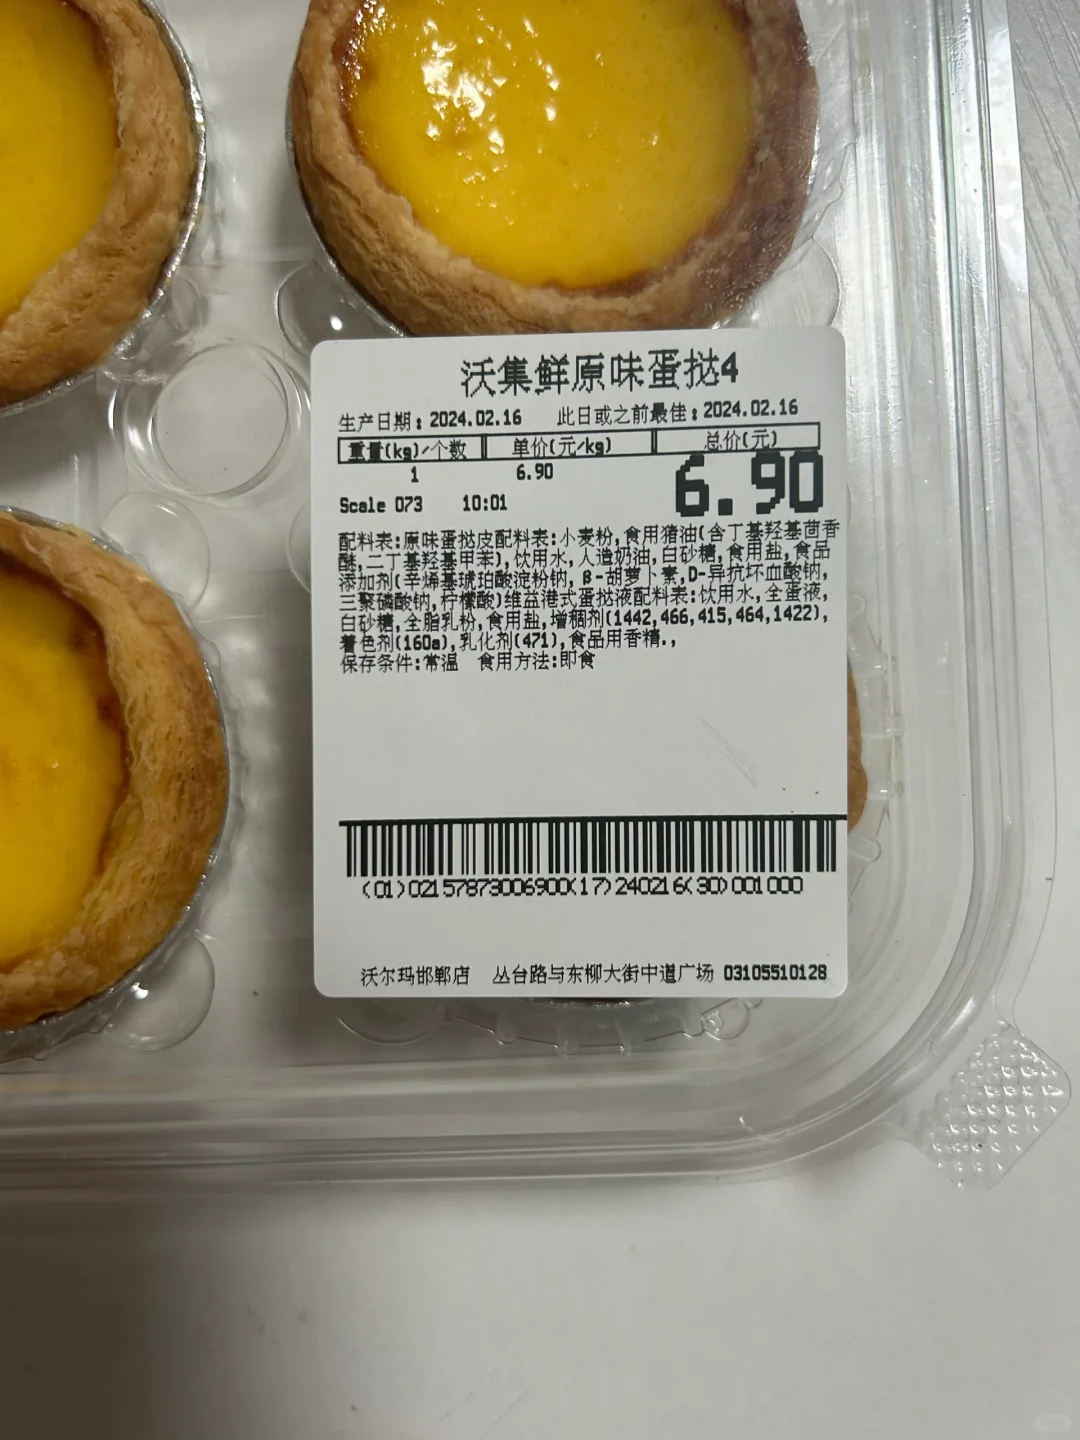 沃集鲜原味蛋挞4
生产日期:2024.02.16 此日或之前最佳:2024.02.16
重量(kg)/个数 单价(元/kg) 总价(元)
1 6.90 6.90
Scale 073 10:01
配料表:原味蛋挞皮配料表:小麦粉,食用猪油(含丁基羟基茴香
醚,二丁基羟基甲苯),饮用水,人造奶油,白砂糖,食用盐,食品
添加剂(辛烯基琥珀酸淀粉钠,β-胡萝卜素,D-异抗坏血酸钠,
三聚磷酸钠,柠檬酸)维益港式蛋挞液配料表:饮用水,全蛋液,
白砂糖,全脂乳粉,食用盐,增稠剂(1442,466,415,464,1422),
着色剂(160a),乳化剂(471),食品用香精.,
保存条件:常温 食用方法:即食
(01)02157873006900(17)240216(30)001000
沃尔玛邯郸店 丛台路与东柳大街中道广场 03105510128